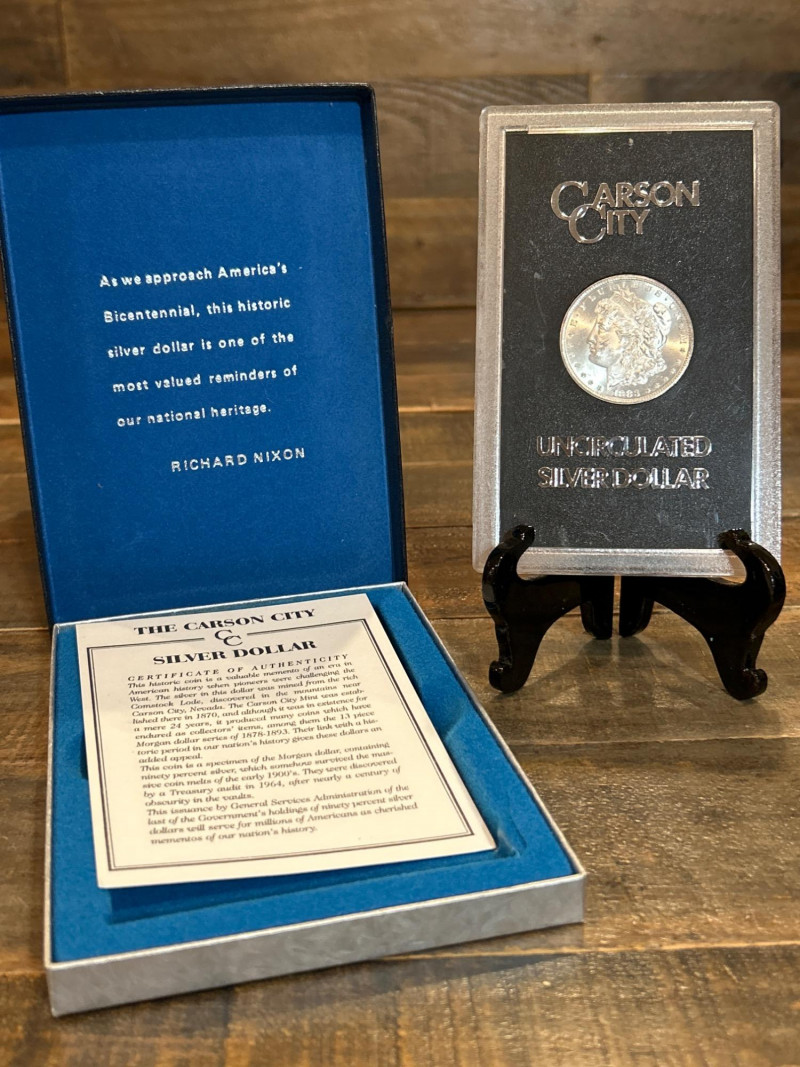 As we approach America's
Bicentennial, this historic
silver dollar is one of the
most valued reminders of
our national heritage.
RICHARD NIXON
CARSON
CITY
UNCIRCULATED
SILVER DOLLAR
THE CARSON CITY
CC
SILVER DOLLAR
CERTIFICATE OF AUTHENTICITY
This historic coin is a valuable memento of an era in
American history when pioneers were challenging the
West. The silver in this dollar was mined from the rich
Comstock Lode, discovered in the mountains near
Carson City, Nevada. The Carson City Mint was estab-
lished there in 1870, and although it was in existence for
a mere 24 years, it produced many coins which have
endured as collectors' items, among them the 13 piece
Morgan dollar series of 1878-1893. Their link with a his-
toric period in our nation's history gives these dollars an
added appeal.
This coin is a specimen of the Morgan dollar, containing
ninety percent silver, which somehow survived the mas-
sive coin melts of the early 1900's. They were discovered
by a Treasury audit in 1964, after nearly a century of
obscurity in the vaults.
This issuance by General Services Administration of the
last of the Government's holdings of ninety percent silver
dollars will serve for millions of Americans as cherished
mementos of our nation's history.